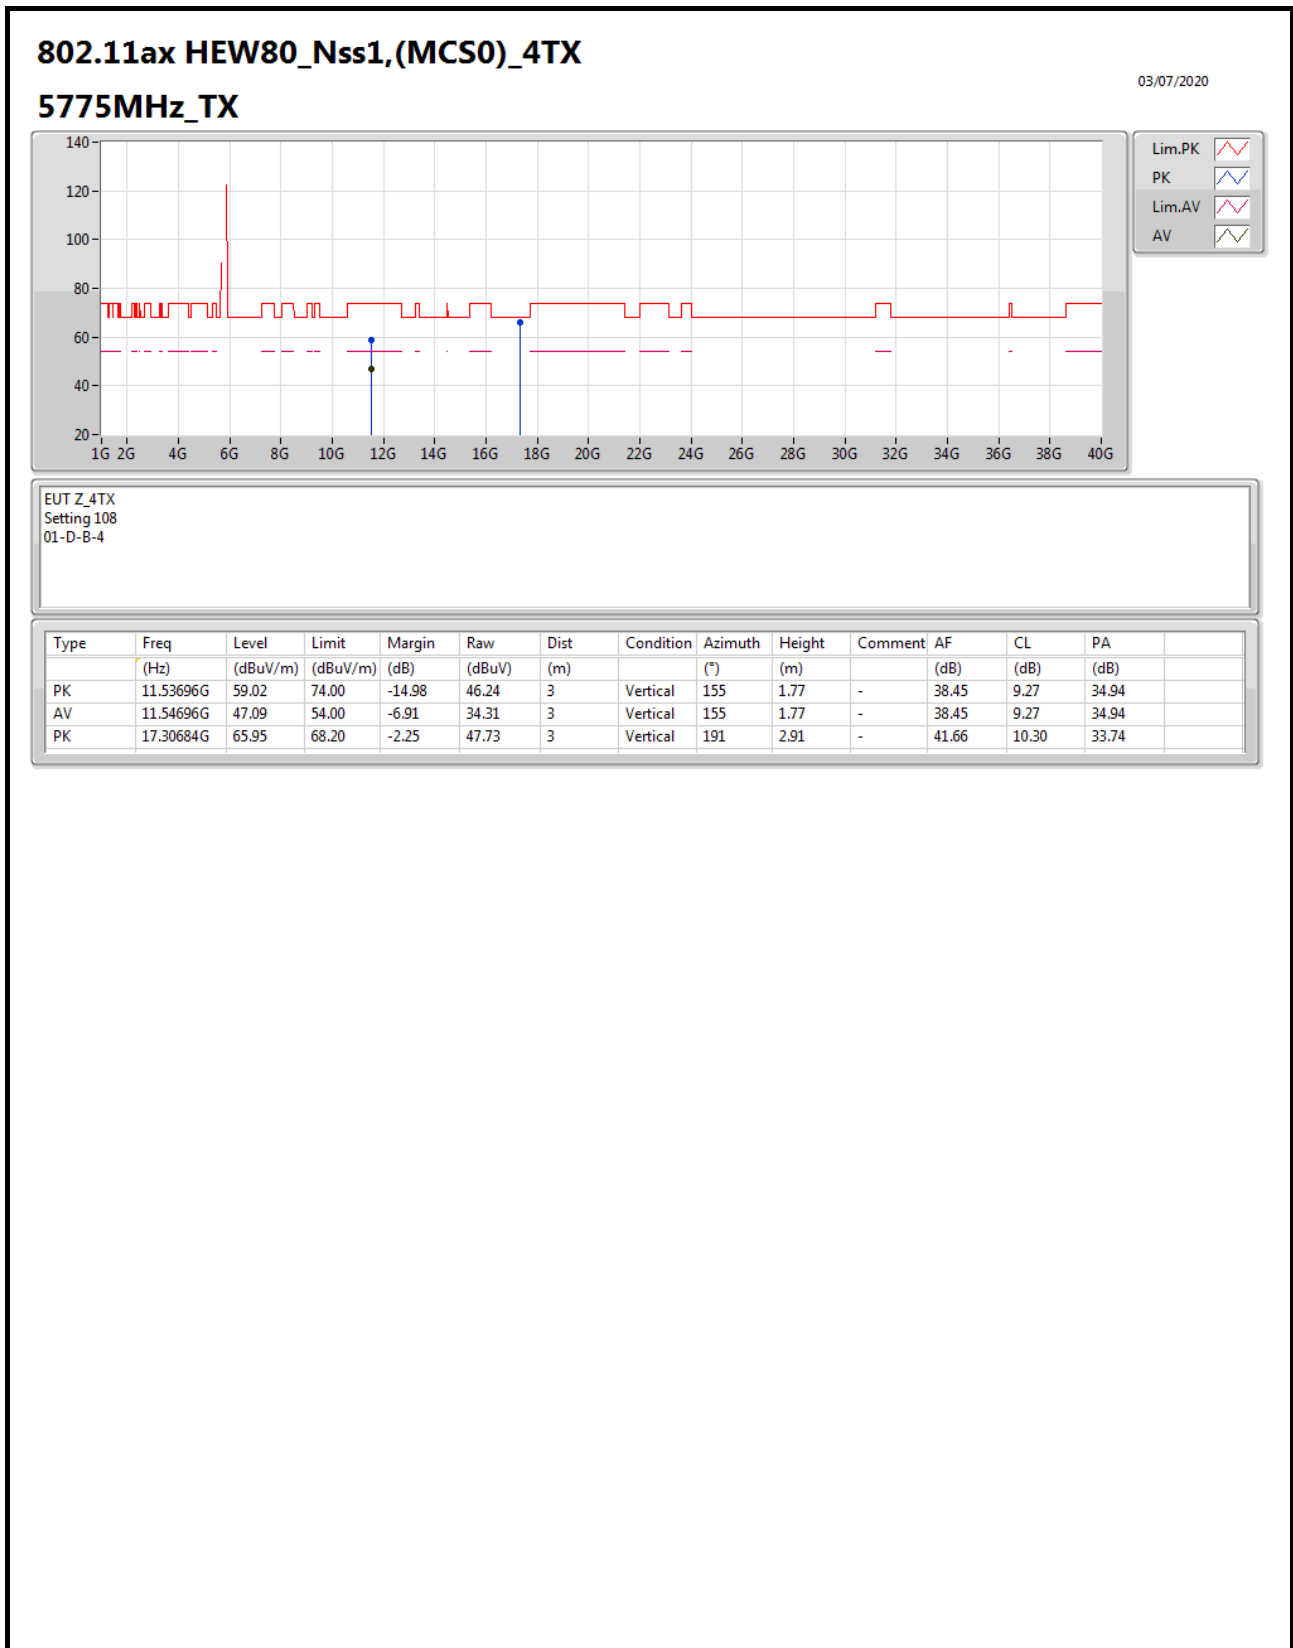 802.11ax HEW80_Nss1,(MCS0)_4TX
03/07/2020
5775MHz_TX
140
120
100
80
60
40
20
1G 2G 4G 6G 8G 10G 12G 14G 16G 18G 20G 22G 24G 26G 28G 30G 32G 34G 36G 38G 40G
Lim.PK
PK
Lim.AV
AV
EUT Z_4TX
Setting 108
01-D-B-4
Type Freq Level Limit Margin Raw Dist Condition Azimuth Height Comment AF CL PA
(Hz) (dBuV/m) (dBuV/m) (dB) (dBuV) (m) (°) (m) (dB) (dB) (dB)
PK 11.53696G 59.02 74.00 -14.98 46.24 3 Vertical 155 1.77 - 38.45 9.27 34.94
AV 11.54696G 47.09 54.00 -6.91 34.31 3 Vertical 155 1.77 - 38.45 9.27 34.94
PK 17.30684G 65.95 68.20 -2.25 47.73 3 Vertical 191 2.91 - 41.66 10.30 33.74